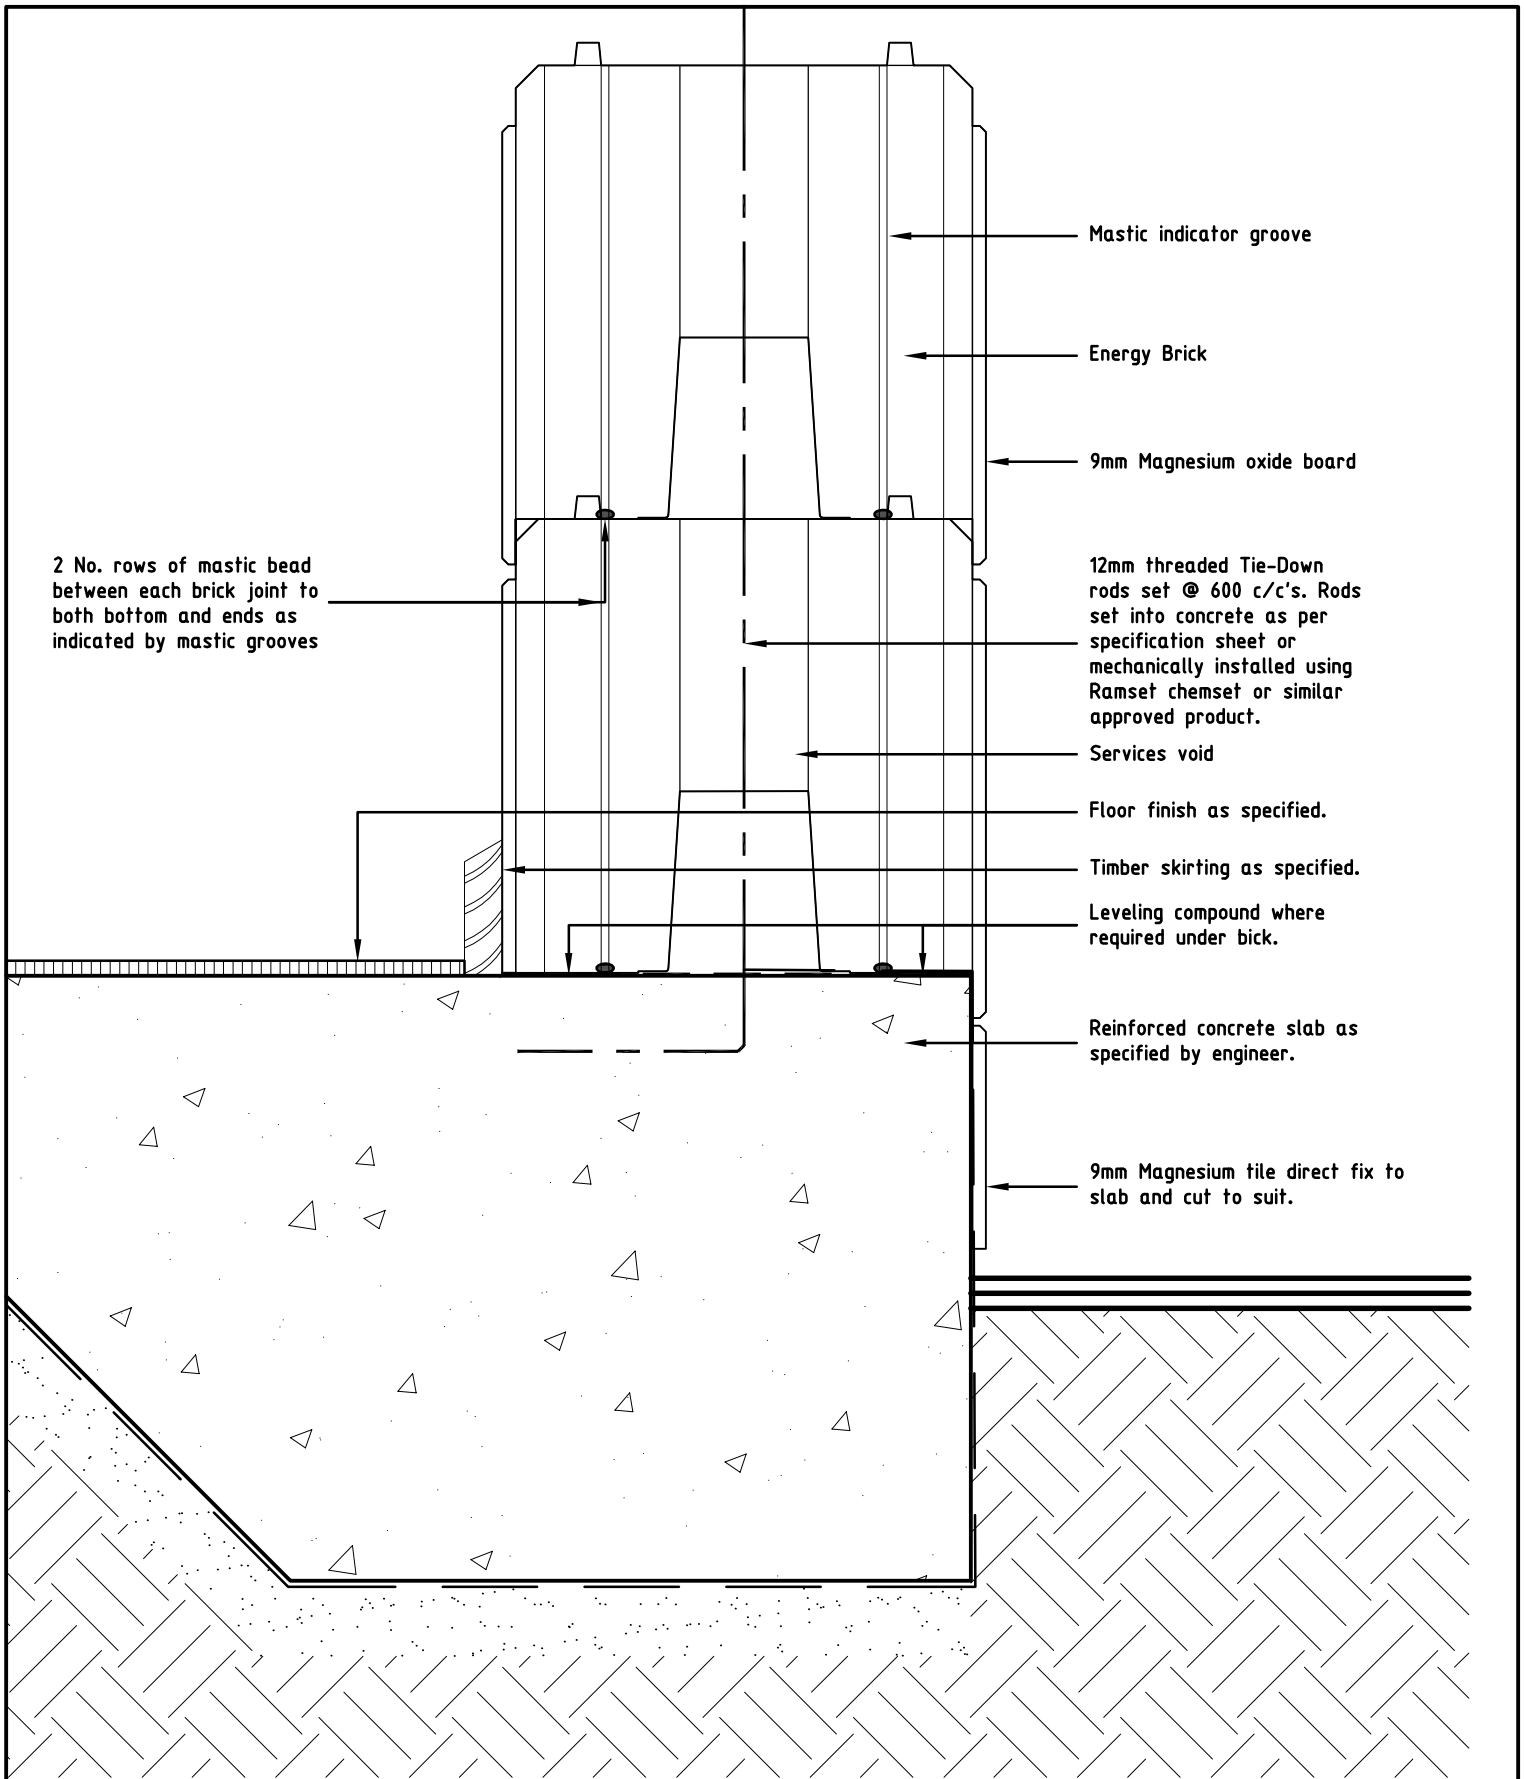 Mastic indicator groove
Energy Brick
9mm Magnesium oxide board
2 No. rows of mastic bead
between each brick joint to
both bottom and ends as
indicated by mastic grooves
12mm threaded Tie-Down
rods set @ 600 c/c's. Rods
set into concrete as per
specification sheet or
mechanically installed using
Ramset chemset or similar
approved product.
Services void
Floor finish as specified.
Timber skirting as specified.
Leveling compound where
required under bick.
Reinforced concrete slab as
specified by engineer.
9mm Magnesium tile direct fix to
slab and cut to suit.